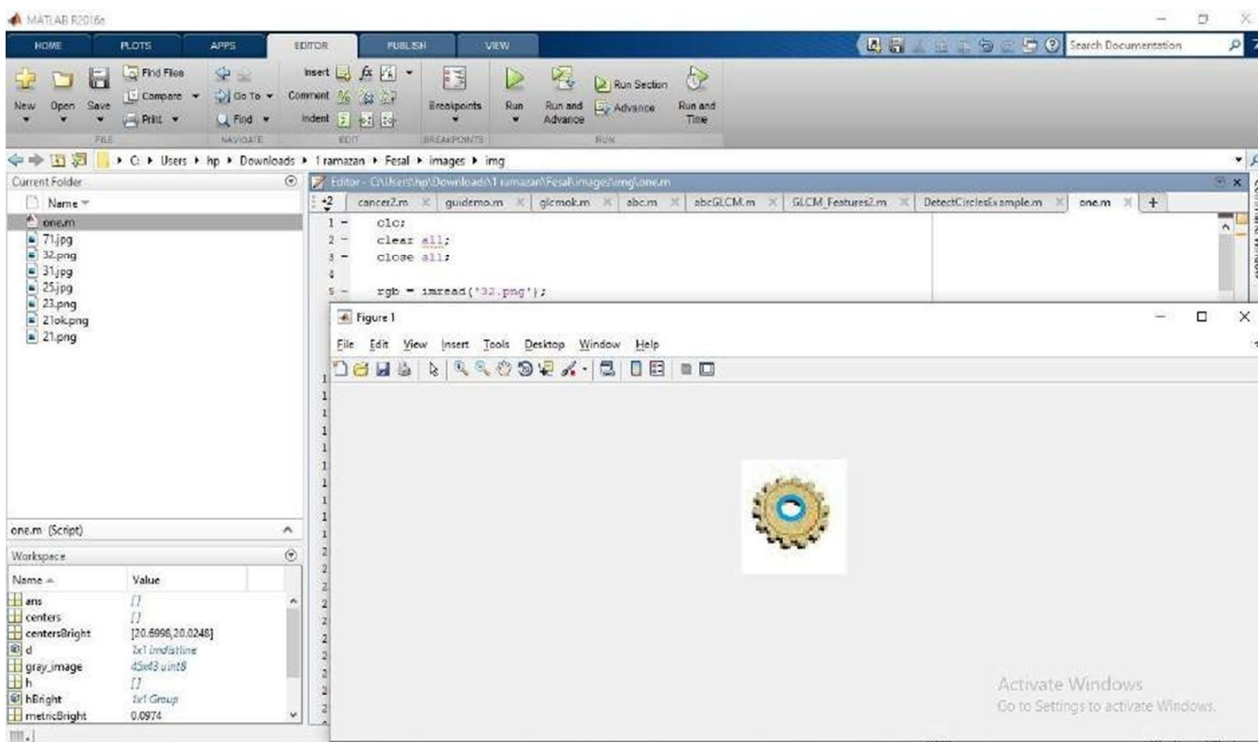 MATLAB R2016a
HOME PLOTS APPS EDITOR PUBLISH VIEW Search Documentation
Find Files Insert fx Run Section
New Open Save Compare Go To Comment Breakpoints Run Run and Advance Advance Run and Time
Print Find Indent
FILE NAVIGATE EDIT BREAKPOINTS RUN
C: Users hp Downloads 1 ramazan Fesal images img
Current Folder
Editor - C:\Users\hp\Downloads\1 ramazan\Fesal\images\img\one.m
Name
+2 cancer2.m guidemo.m glcmok.m abc.m abcGLCM.m GLCM_Features2.m DetectCirclesExample.m one.m +
one.m
71.jpg
32.png
31.jpg
25.jpg
23.png
21ok.png
21.png
1 - clc;
2 - clear all;
3 - close all;
4
5 - rgb = imread('32.png');
Figure 1
File Edit View Insert Tools Desktop Window Help
one.m (Script)
Workspace
Name Value
ans []
centers []
centersBright [20.6998,20.0248]
d 1x1 imdistline
gray_image 45x43 uint8
h []
hBright 1x1 Group
metricBright 0.0974
Activate Windows
Go to Settings to activate Windows.